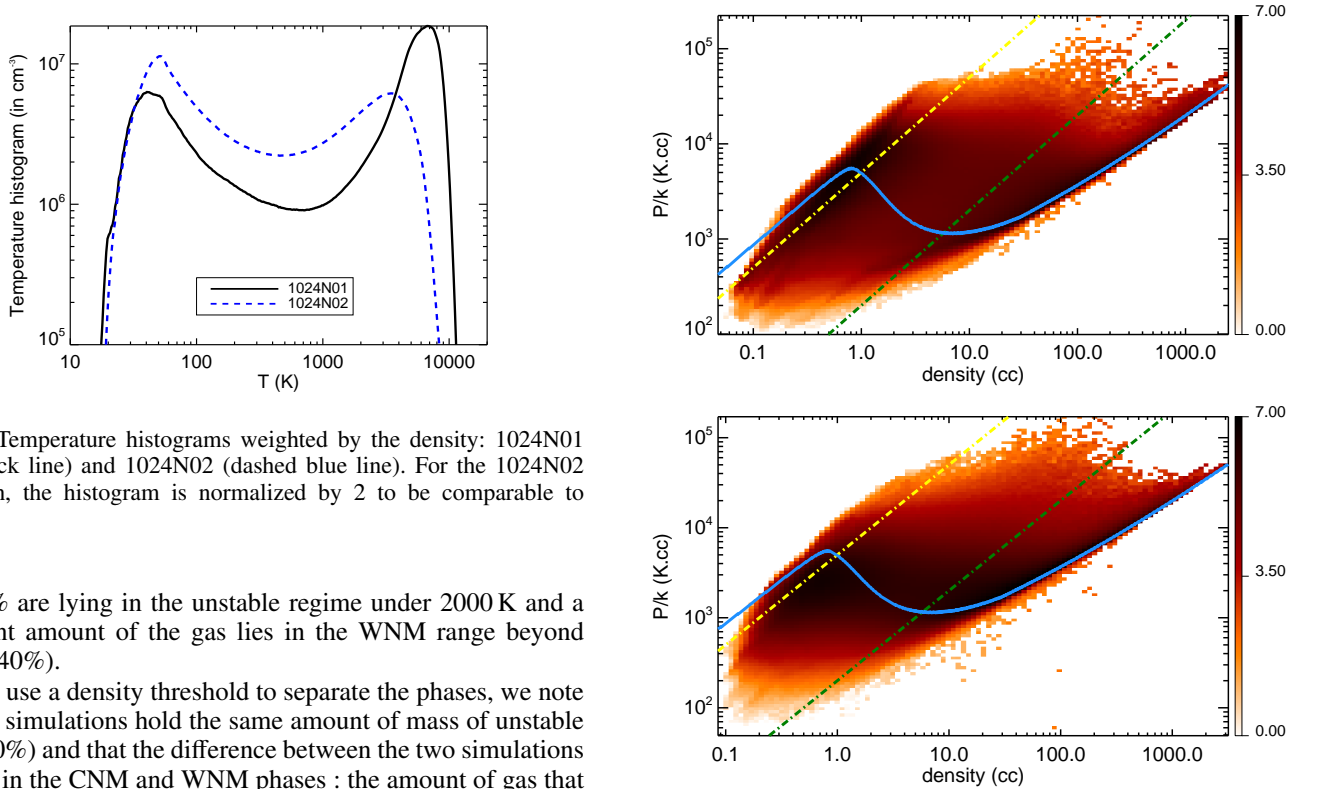 Temperature histogram (in cm⁻³)
10⁷
10⁶
10⁵
1024N01
1024N02
10
100
1000
10000
T (K)
Temperature histograms weighted by the density: 1024N01
ck line) and 1024N02 (dashed blue line). For the 1024N02
n, the histogram is normalized by 2 to be comparable to
% are lying in the unstable regime under 2000 K and a
nt amount of the gas lies in the WNM range beyond
40%).
use a density threshold to separate the phases, we note
simulations hold the same amount of mass of unstable
0%) and that the difference between the two simulations
in the CNM and WNM phases : the amount of gas that
P/k (K.cc)
10⁵
10⁴
10³
10²
0.1
1.0
10.0
100.0
1000.0
density (cc)
7.00
3.50
0.00
P/k (K.cc)
10⁵
10⁴
10³
10²
0.1
1.0
10.0
100.0
1000.0
density (cc)
7.00
3.50
0.00